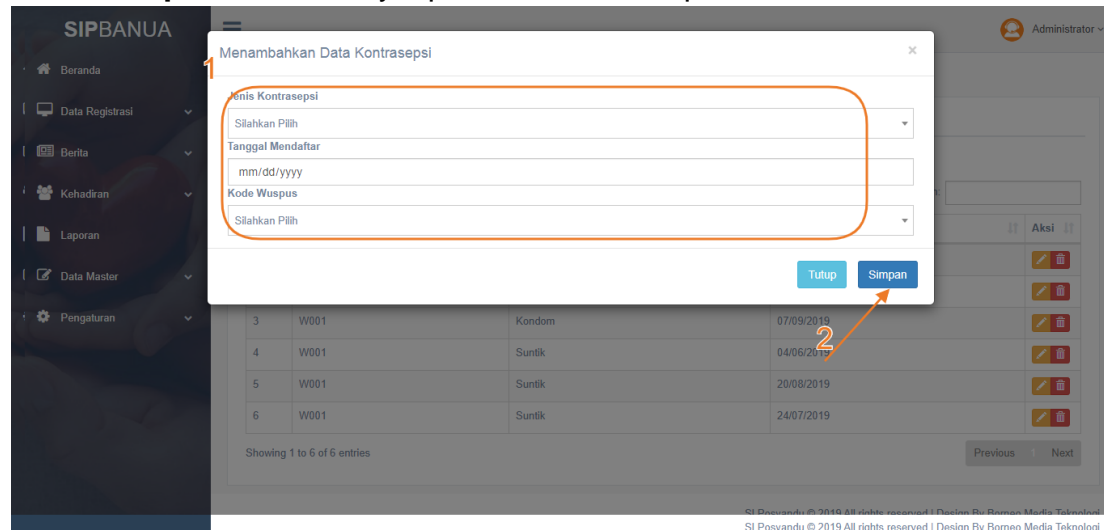 SIPBANUA
Administrator
Menambahkan Data Kontrasepsi
×
1
Beranda
Jenis Kontrasepsi
Data Registrasi
Silahkan Pilih
Tanggal Mendaftar
Berita
mm/dd/yyyy
Kode Wuspus
Kehadiran
Silahkan Pilih
Laporan
Aksi
Data Master
Tutup
Simpan
Pengaturan
3 W001 Kondom 07/09/2019
2
4 W001 Suntik 04/06/2019
5 W001 Suntik 20/08/2019
6 W001 Suntik 24/07/2019
Showing 1 to 6 of 6 entries
Previous 1 Next
SI Posyandu © 2019 All rights reserved | Design By Borneo Media Teknologi
SI Posyandu © 2019 All rights reserved | Design By Borneo Media Teknologi